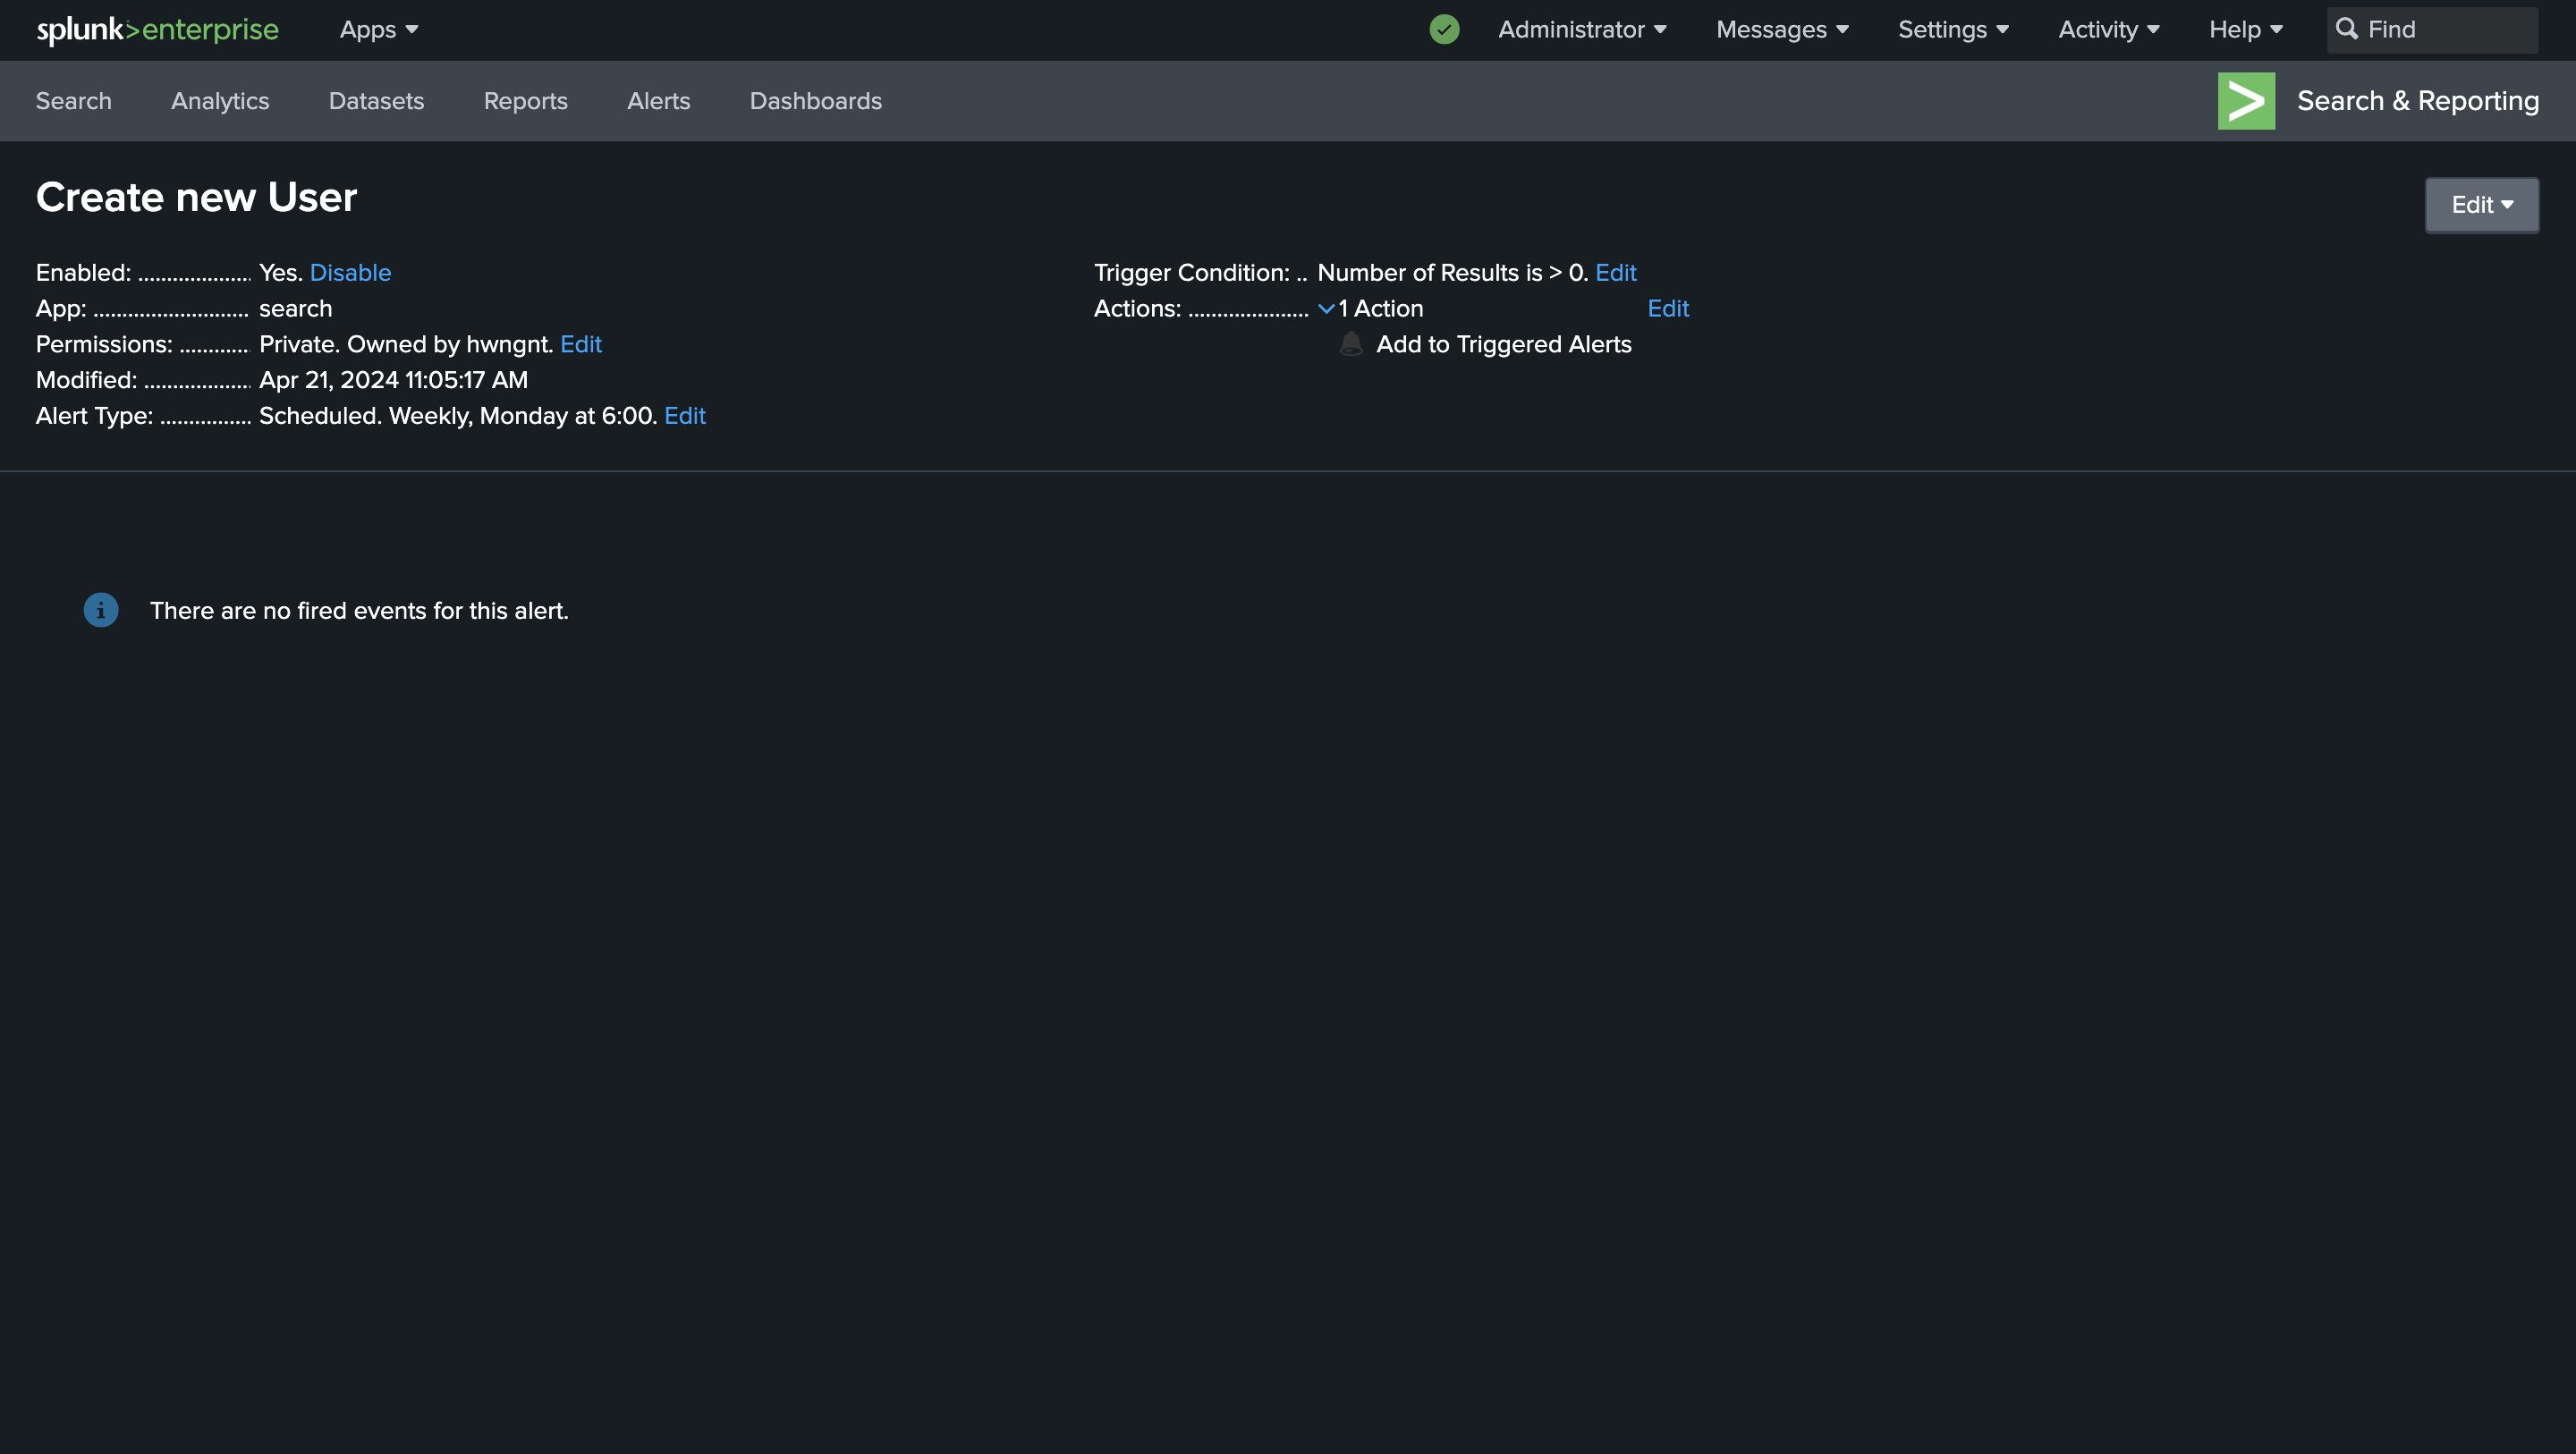 splunk>enterprise Apps Administrator Messages Settings Activity Help Find
Search Analytics Datasets Reports Alerts Dashboards Search & Reporting
Create new User
Edit
Enabled: .................... Yes. Disable
App: ........................... search
Permissions: ............ Private. Owned by hwngnt. Edit
Modified: ................... Apr 21, 2024 11:05:17 AM
Alert Type: ................ Scheduled. Weekly, Monday at 6:00. Edit
Trigger Condition: .. Number of Results is > 0. Edit
Actions: ..................... 1 Action Edit
Add to Triggered Alerts
There are no fired events for this alert.